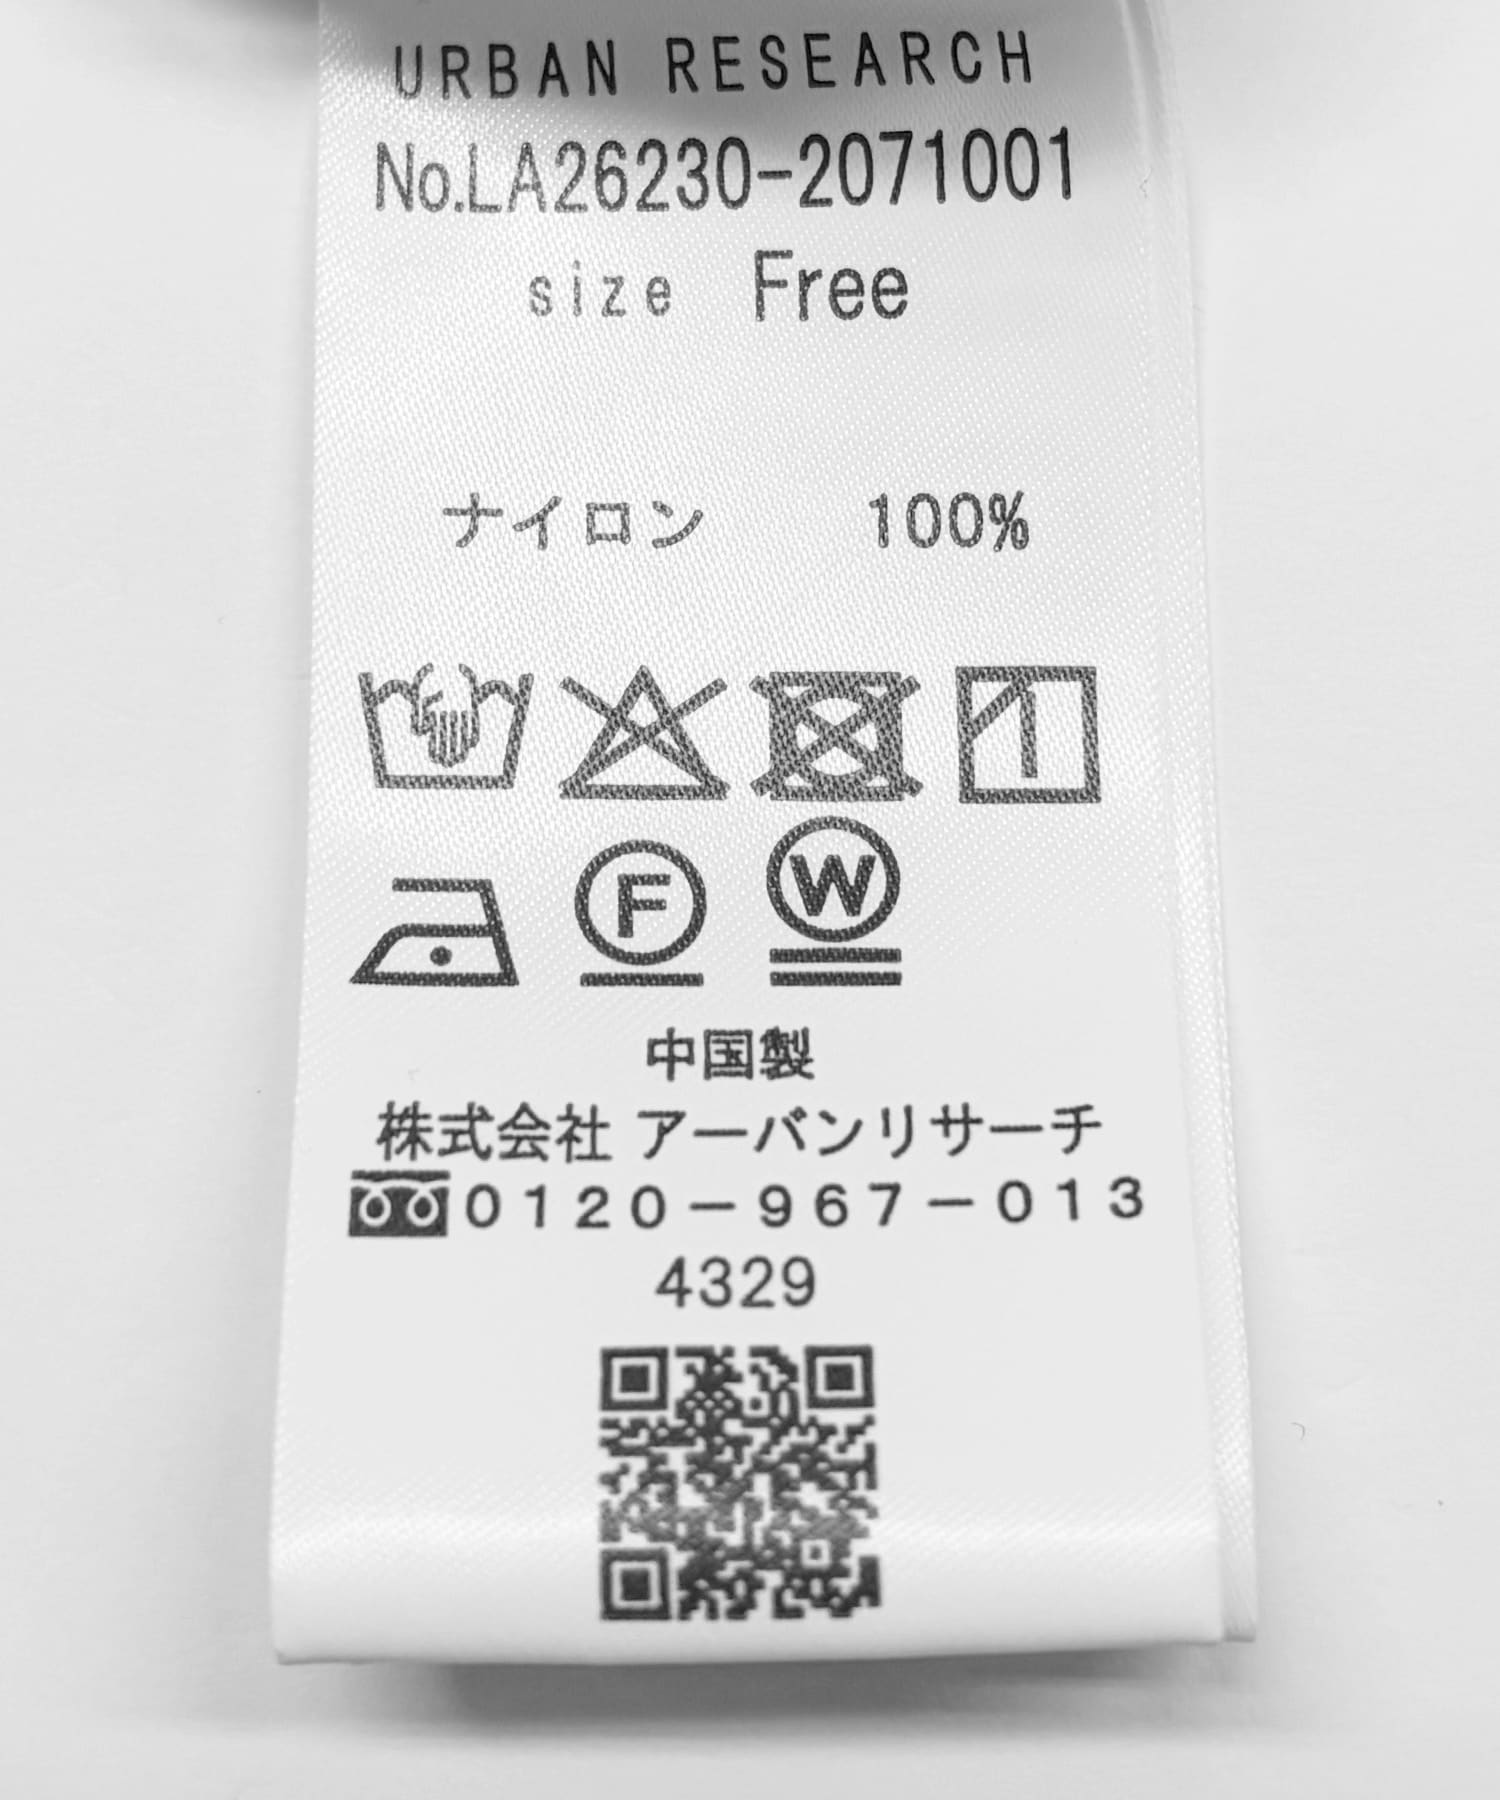 URBAN RESEARCH
No.LA26230-2071001
size Free
ナイロン 100%
F W
中国製
株式会社 アーバンリサーチ
0120-967-013
4329